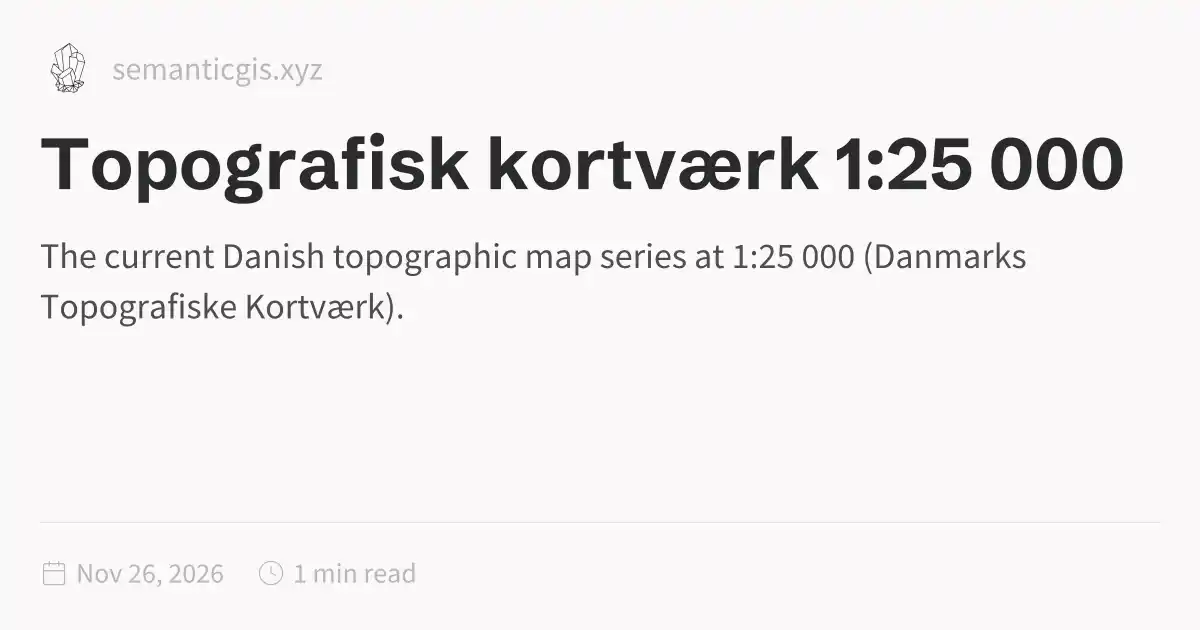 semanticgis.xyz
Topografisk kortværk 1:25 000
The current Danish topographic map series at 1:25 000 (Danmarks
Topografiske Kortværk).
Nov 26, 2026 1 min read